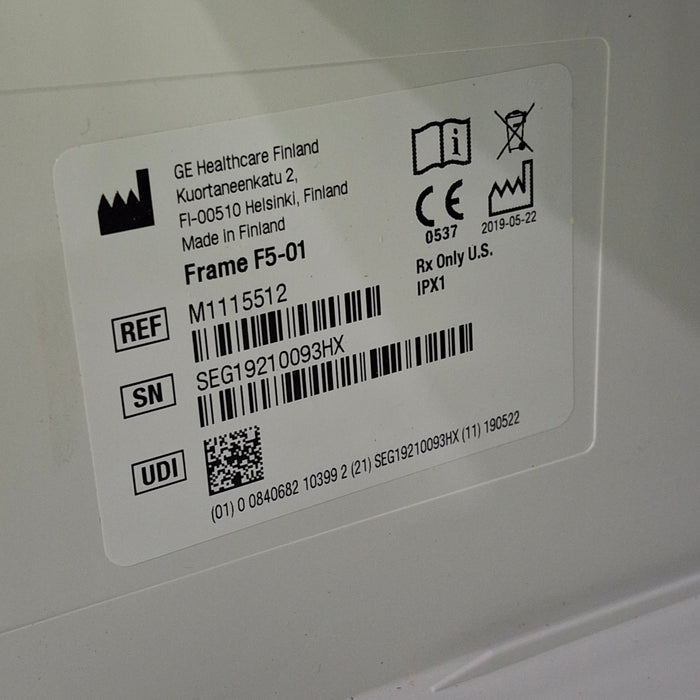 GE Healthcare Finland
Kuortaneenkatu 2,
FI-00510 Helsinki, Finland
Made in Finland
Frame F5-01
i
CE
0537
2019-05-22
Rx Only U.S.
IPX1
REF
M1115512
SN
SEG19210093HX
UDI
(01) 0 0840682 10399 2 (21) SEG19210093HX (11) 190522